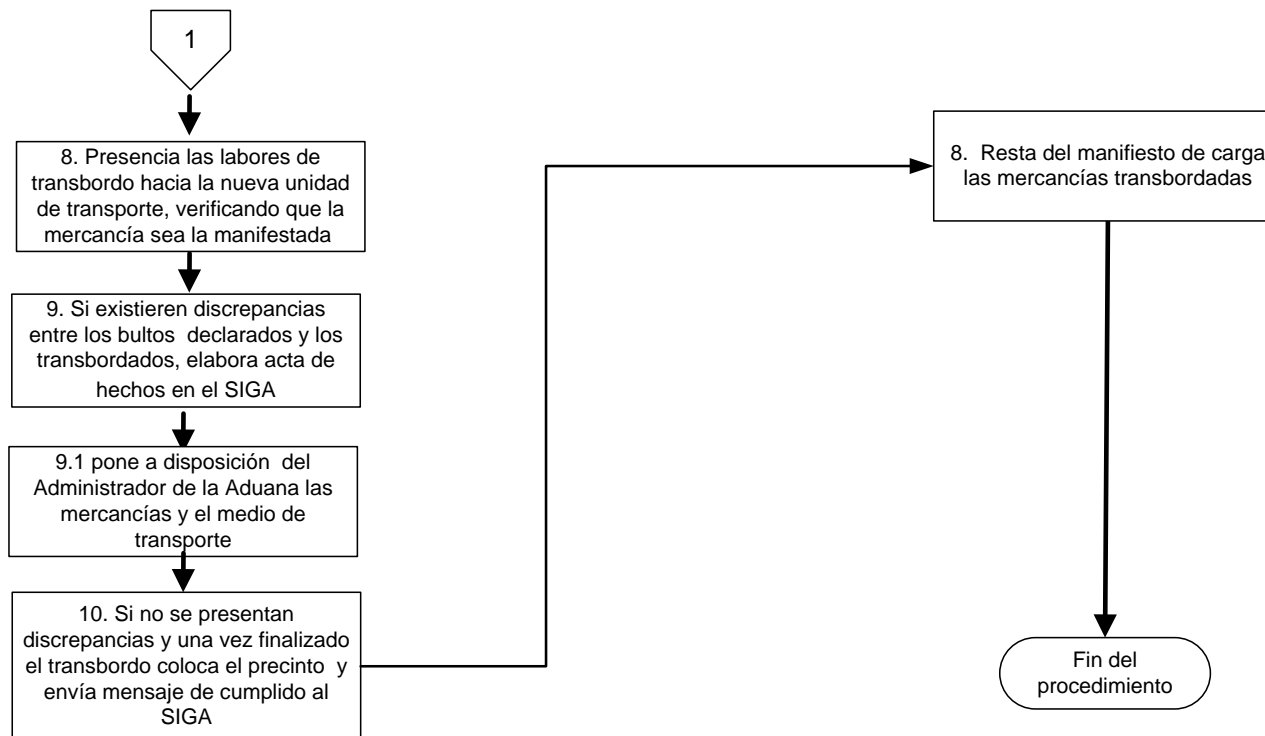 1
8. Presencia las labores de
transbordo hacia la nueva unidad
de transporte, verificando que la
mercancía sea la manifestada
9. Si existieren discrepancias
entre los bultos declarados y los
transbordados, elabora acta de
hechos en el SIGA
9.1 pone a disposición del
Administrador de la Aduana las
mercancías y el medio de
transporte
10. Si no se presentan
discrepancias y una vez finalizado
el transbordo coloca el precinto y
envía mensaje de cumplido al
SIGA
8. Resta del manifiesto de carga
las mercancías transbordadas
Fin del
procedimiento